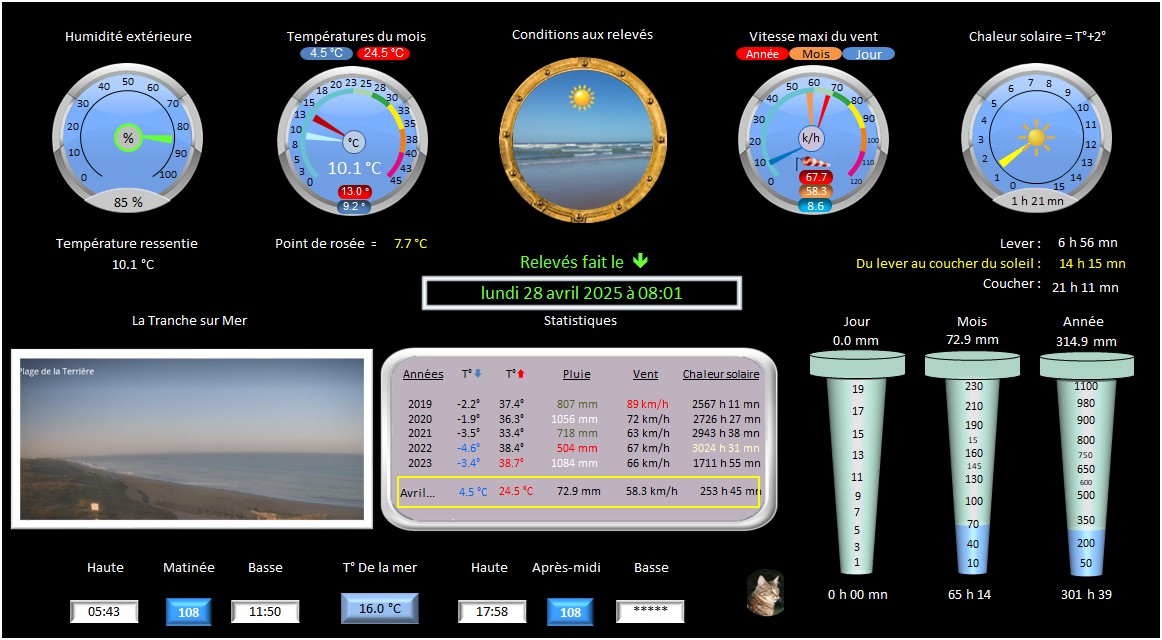 Humidité extérieure
0 10 20 30 40 50 60 70 80 90 100
%
85 %
Températures du mois
4.5 °C 24.5 °C
0 3 5 8 10 13 15 18 20 23 25 28 30 33 35 38 40 43 45
°C
10.1 °C
13.0 °
9.2 °
Conditions aux relevés
Vitesse maxi du vent
Année Mois Jour
0 10 20 30 40 50 60 70 80 90 100 110 120
k/h
67.7
58.3
8.6
Chaleur solaire = T°+2°
0 1 2 3 4 5 6 7 8 9 10 11 12 13 14 15
1 h 21 mn
Température ressentie
10.1 °C
Point de rosée = 7.7 °C
Relevés fait le
lundi 28 avril 2025 à 08:01
Lever : 6 h 56 mn
Du lever au coucher du soleil : 14 h 15 mn
Coucher : 21 h 11 mn
La Tranche sur Mer
Plage de la Terrière
Statistiques
Années T° T° Pluie Vent Chaleur solaire
2019 -2.2° 37.4° 807 mm 89 km/h 2567 h 11 mn
2020 -1.9° 36.3° 1056 mm 72 km/h 2726 h 27 mn
2021 -3.5° 33.4° 718 mm 63 km/h 2943 h 38 mn
2022 -4.6° 38.4° 504 mm 67 km/h 3024 h 31 mn
2023 -3.4° 38.7° 1084 mm 66 km/h 1711 h 55 mn
Avril... 4.5 °C 24.5 °C 72.9 mm 58.3 km/h 253 h 45 mn
Jour
0.0 mm
19
17
15
13
11
9
7
5
3
1
0 h 00 mn
Mois
72.9 mm
230
210
190
15
160
145
130
100
70
40
10
65 h 14
Année
314.9 mm
1100
980
900
800
750
650
600
500
350
200
50
301 h 39
Haute Matinée Basse T° De la mer Haute Après-midi Basse
05:43 108 11:50 16.0 °C 17:58 108 *****